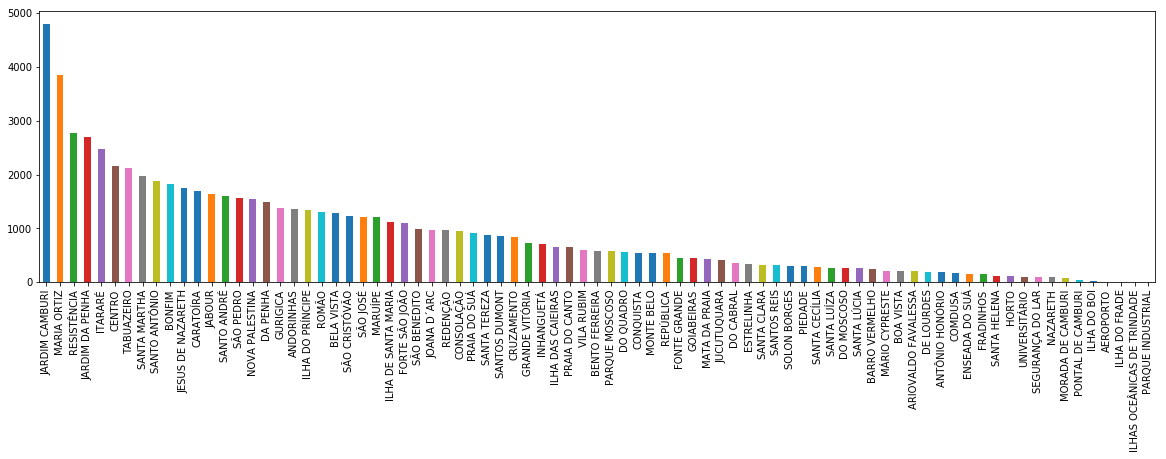 5000
4000
3000
2000
1000
0
JARDIM CAMBURI
MARIA ORTIZ
RESISTÊNCIA
JARDIM DA PENHA
ITARARÉ
CENTRO
TABUAZEIRO
SANTA MARTHA
SANTO ANTÔNIO
BONFIM
JESUS DE NAZARETH
CARATOÍRA
JABOUR
SANTO ANDRÉ
SÃO PEDRO
NOVA PALESTINA
DA PENHA
GURIGICA
ANDORINHAS
ILHA DO PRÍNCIPE
ROMÃO
BELA VISTA
SÃO CRISTÓVÃO
SÃO JOSÉ
MARUÍPE
ILHA DE SANTA MARIA
FORTE SÃO JOÃO
SÃO BENEDITO
JOANA D´ARC
REDENÇÃO
CONSOLAÇÃO
PRAIA DO SUÁ
SANTA TEREZA
SANTOS DUMONT
CRUZAMENTO
GRANDE VITÓRIA
INHANGUETÁ
ILHA DAS CAIEIRAS
PRAIA DO CANTO
VILA RUBIM
BENTO FERREIRA
PARQUE MOSCOSO
DO QUADRO
CONQUISTA
MONTE BELO
REPÚBLICA
FONTE GRANDE
GOIABEIRAS
MATA DA PRAIA
JUCUTUQUARA
DO CABRAL
ESTRELINHA
SANTA CLARA
SANTOS REIS
SOLON BORGES
PIEDADE
SANTA CECÍLIA
SANTA LUÍZA
DO MOSCOSO
SANTA LÚCIA
BARRO VERMELHO
MÁRIO CYPRESTE
BOA VISTA
ARIOVALDO FAVALESSA
DE LOURDES
ANTÔNIO HONÓRIO
COMDUSA
ENSEADA DO SUÁ
FRADINHOS
SANTA HELENA
HORTO
UNIVERSITÁRIO
SEGURANÇA DO LAR
NAZARETH
MORADA DE CAMBURI
PONTAL DE CAMBURI
ILHA DO BOI
AEROPORTO
ILHA DO FRADE
ILHAS OCEÂNICAS DE TRINDADE
PARQUE INDUSTRIAL